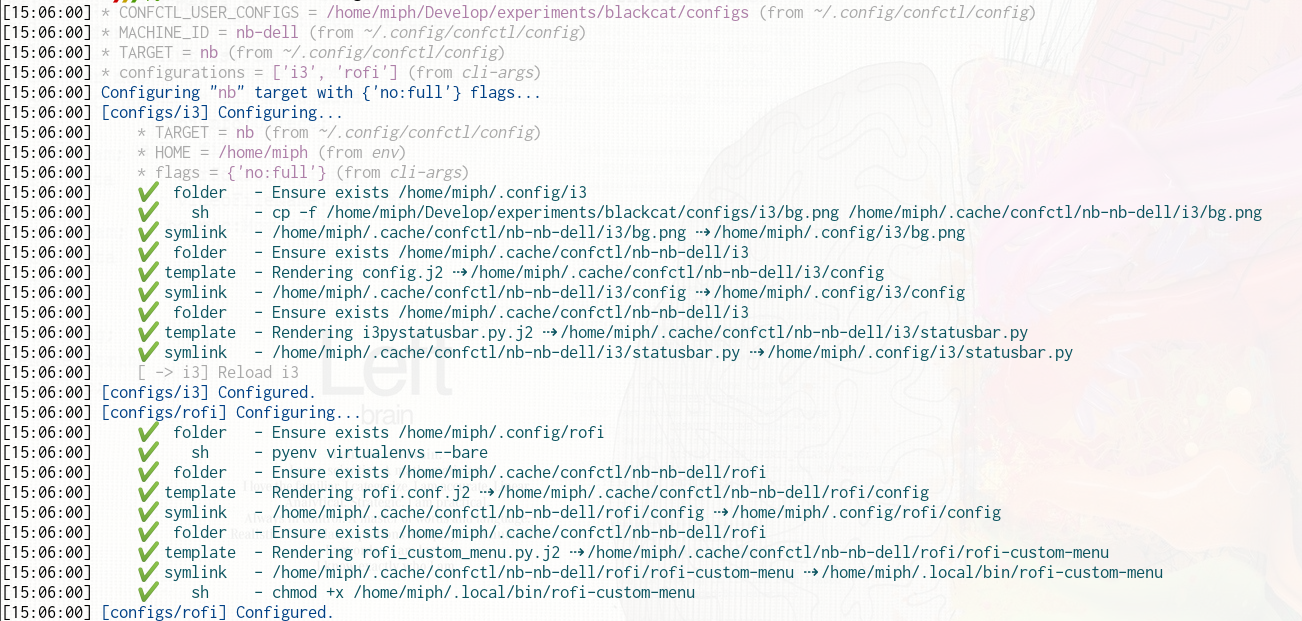 [15:06:00] * CONFCTL_USER_CONFIGS = /home/miph/Develop/experiments/blackcat/configs (from ~/.config/confctl/config)
[15:06:00] * MACHINE_ID = nb-dell (from ~/.config/confctl/config)
[15:06:00] * TARGET = nb (from ~/.config/confctl/config)
[15:06:00] * configurations = ['i3', 'rofi'] (from cli-args)
[15:06:00] Configuring "nb" target with {'no:full'} flags...
[15:06:00] [configs/i3] Configuring...
[15:06:00] * TARGET = nb (from ~/.config/confctl/config)
[15:06:00] * HOME = /home/miph (from env)
[15:06:00] * flags = {'no:full'} (from cli-args)
[15:06:00] ✔ folder - Ensure exists /home/miph/.config/i3
[15:06:00] ✔ sh - cp -f /home/miph/Develop/experiments/blackcat/configs/i3/bg.png /home/miph/.cache/confctl/nb-nb-dell/i3/bg.png
[15:06:00] ✔ symlink - /home/miph/.cache/confctl/nb-nb-dell/i3/bg.png ⇢ /home/miph/.config/i3/bg.png
[15:06:00] ✔ folder - Ensure exists /home/miph/.cache/confctl/nb-nb-dell/i3
[15:06:00] ✔ template - Rendering config.j2 ⇢ /home/miph/.cache/confctl/nb-nb-dell/i3/config
[15:06:00] ✔ symlink - /home/miph/.cache/confctl/nb-nb-dell/i3/config ⇢ /home/miph/.config/i3/config
[15:06:00] ✔ folder - Ensure exists /home/miph/.cache/confctl/nb-nb-dell/i3
[15:06:00] ✔ template - Rendering i3pystatusbar.py.j2 ⇢ /home/miph/.cache/confctl/nb-nb-dell/i3/statusbar.py
[15:06:00] ✔ symlink - /home/miph/.cache/confctl/nb-nb-dell/i3/statusbar.py ⇢ /home/miph/.config/i3/statusbar.py
[15:06:00] [ -> i3] Reload i3
Left
[15:06:00] [configs/i3] Configured.
[15:06:00] [configs/rofi] Configuring...
brain
[15:06:00] ✔ folder - Ensure exists /home/miph/.config/rofi
[15:06:00] ✔ sh - pyenv virtualenvs --bare
[15:06:00] ✔ folder - Ensure exists /home/miph/.cache/confctl/nb-nb-dell/rofi
[15:06:00] ✔ template - Rendering rofi.conf.j2 ⇢ /home/miph/.cache/confctl/nb-nb-dell/rofi/config
[15:06:00] ✔ symlink - /home/miph/.cache/confctl/nb-nb-dell/rofi/config ⇢ /home/miph/.config/rofi/config
[15:06:00] ✔ folder - Ensure exists /home/miph/.cache/confctl/nb-nb-dell/rofi
[15:06:00] ✔ template - Rendering rofi_custom_menu.py.j2 ⇢ /home/miph/.cache/confctl/nb-nb-dell/rofi/rofi-custom-menu
[15:06:00] ✔ symlink - /home/miph/.cache/confctl/nb-nb-dell/rofi/rofi-custom-menu ⇢ /home/miph/.local/bin/rofi-custom-menu
[15:06:00] ✔ sh - chmod +x /home/miph/.local/bin/rofi-custom-menu
[15:06:00] [configs/rofi] Configured.